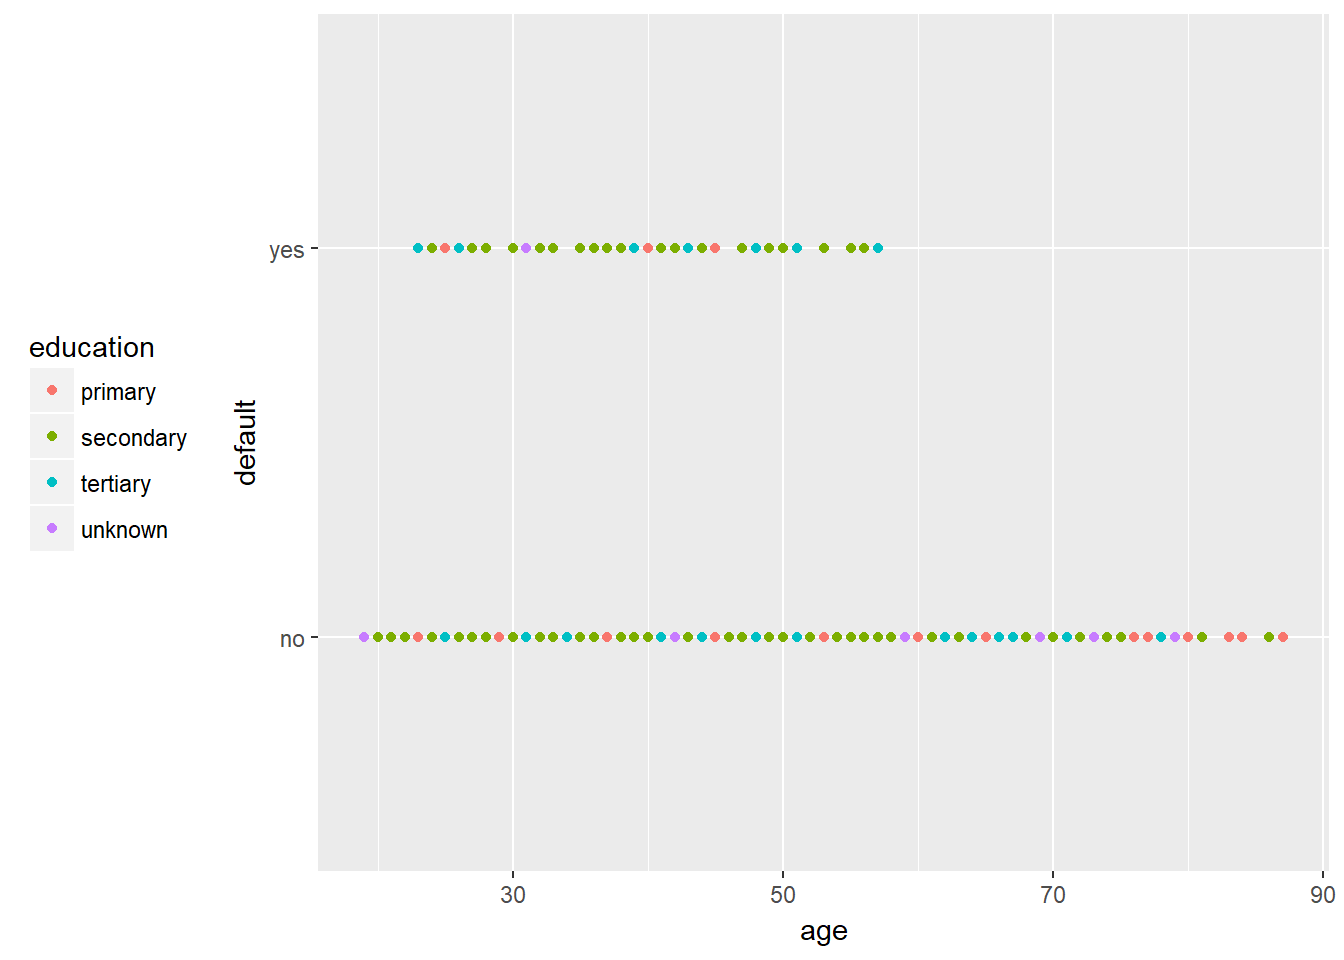 education
primary
secondary
tertiary
unknown
default
yes
no
30 50 70 90
age